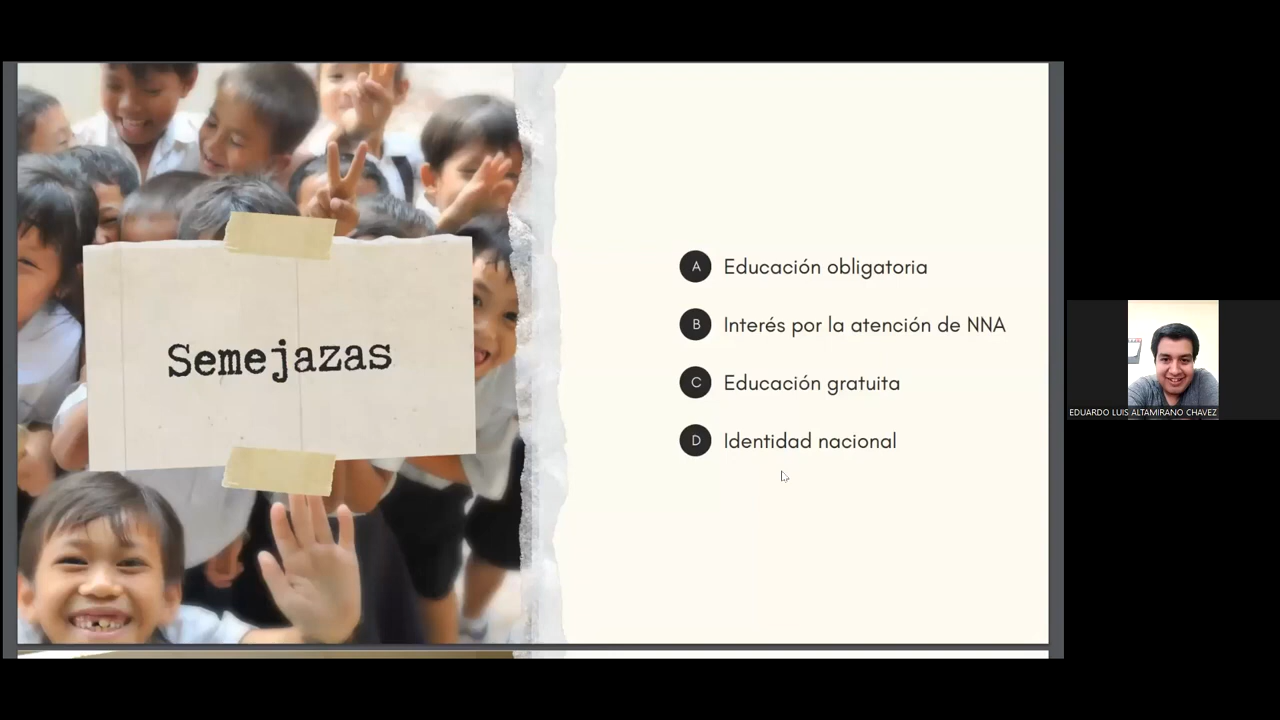 Semejazas
A Educación obligatoria
B Interés por la atención de NNA
C Educación gratuita
D Identidad nacional
EDUARDO LUIS ALTAMIRANO CHAVEZ